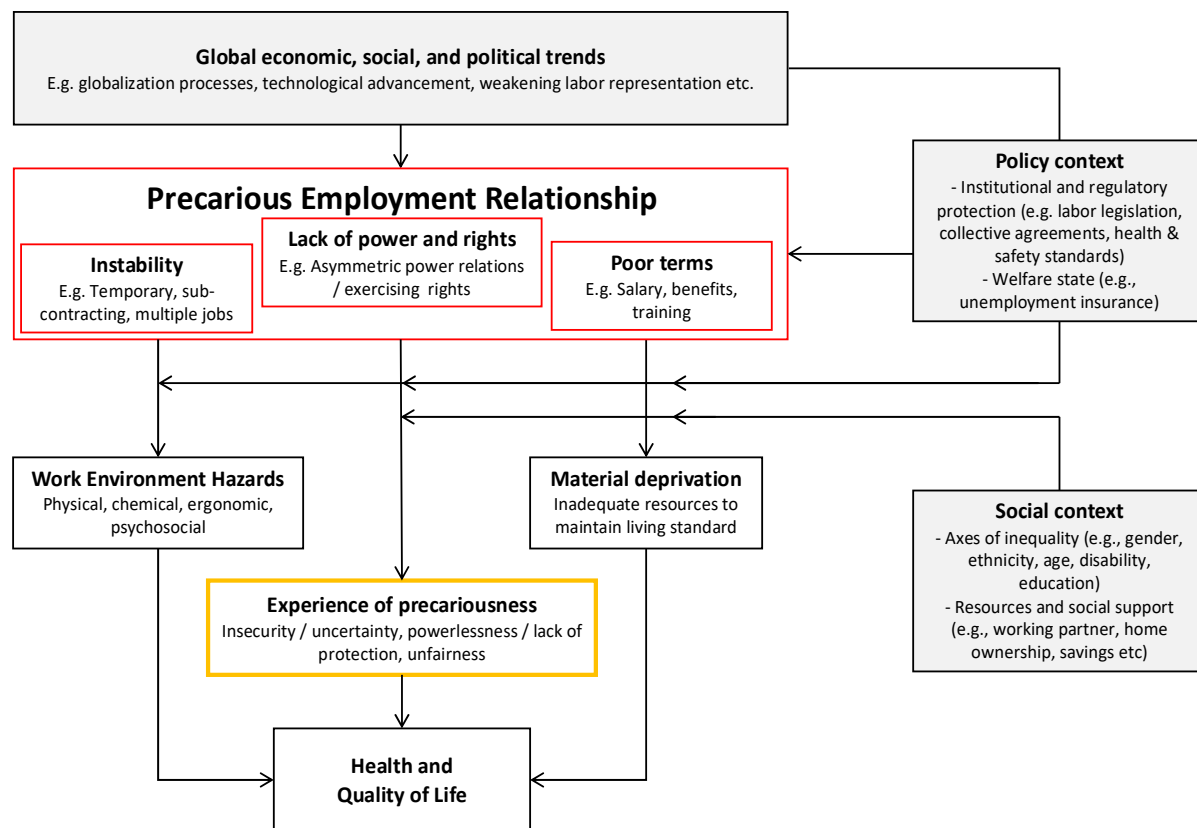 Global economic, social, and political trends
E.g. globalization processes, technological advancement, weakening labor representation etc.
Policy context
- Institutional and regulatory
protection (e.g. labor legislation,
collective agreements, health &
safety standards)
- Welfare state (e.g.,
unemployment insurance)
Precarious Employment Relationship
Instability
E.g. Temporary, sub-
contracting, multiple jobs
Lack of power and rights
E.g. Asymmetric power relations
/ exercising rights
Poor terms
E.g. Salary, benefits,
training
Work Environment Hazards
Physical, chemical, ergonomic,
psychosocial
Material deprivation
Inadequate resources to
maintain living standard
Social context
- Axes of inequality (e.g., gender,
ethnicity, age, disability,
education)
- Resources and social support
(e.g., working partner, home
ownership, savings etc)
Experience of precariousness
Insecurity / uncertainty, powerlessness / lack of
protection, unfairness
Health and
Quality of Life